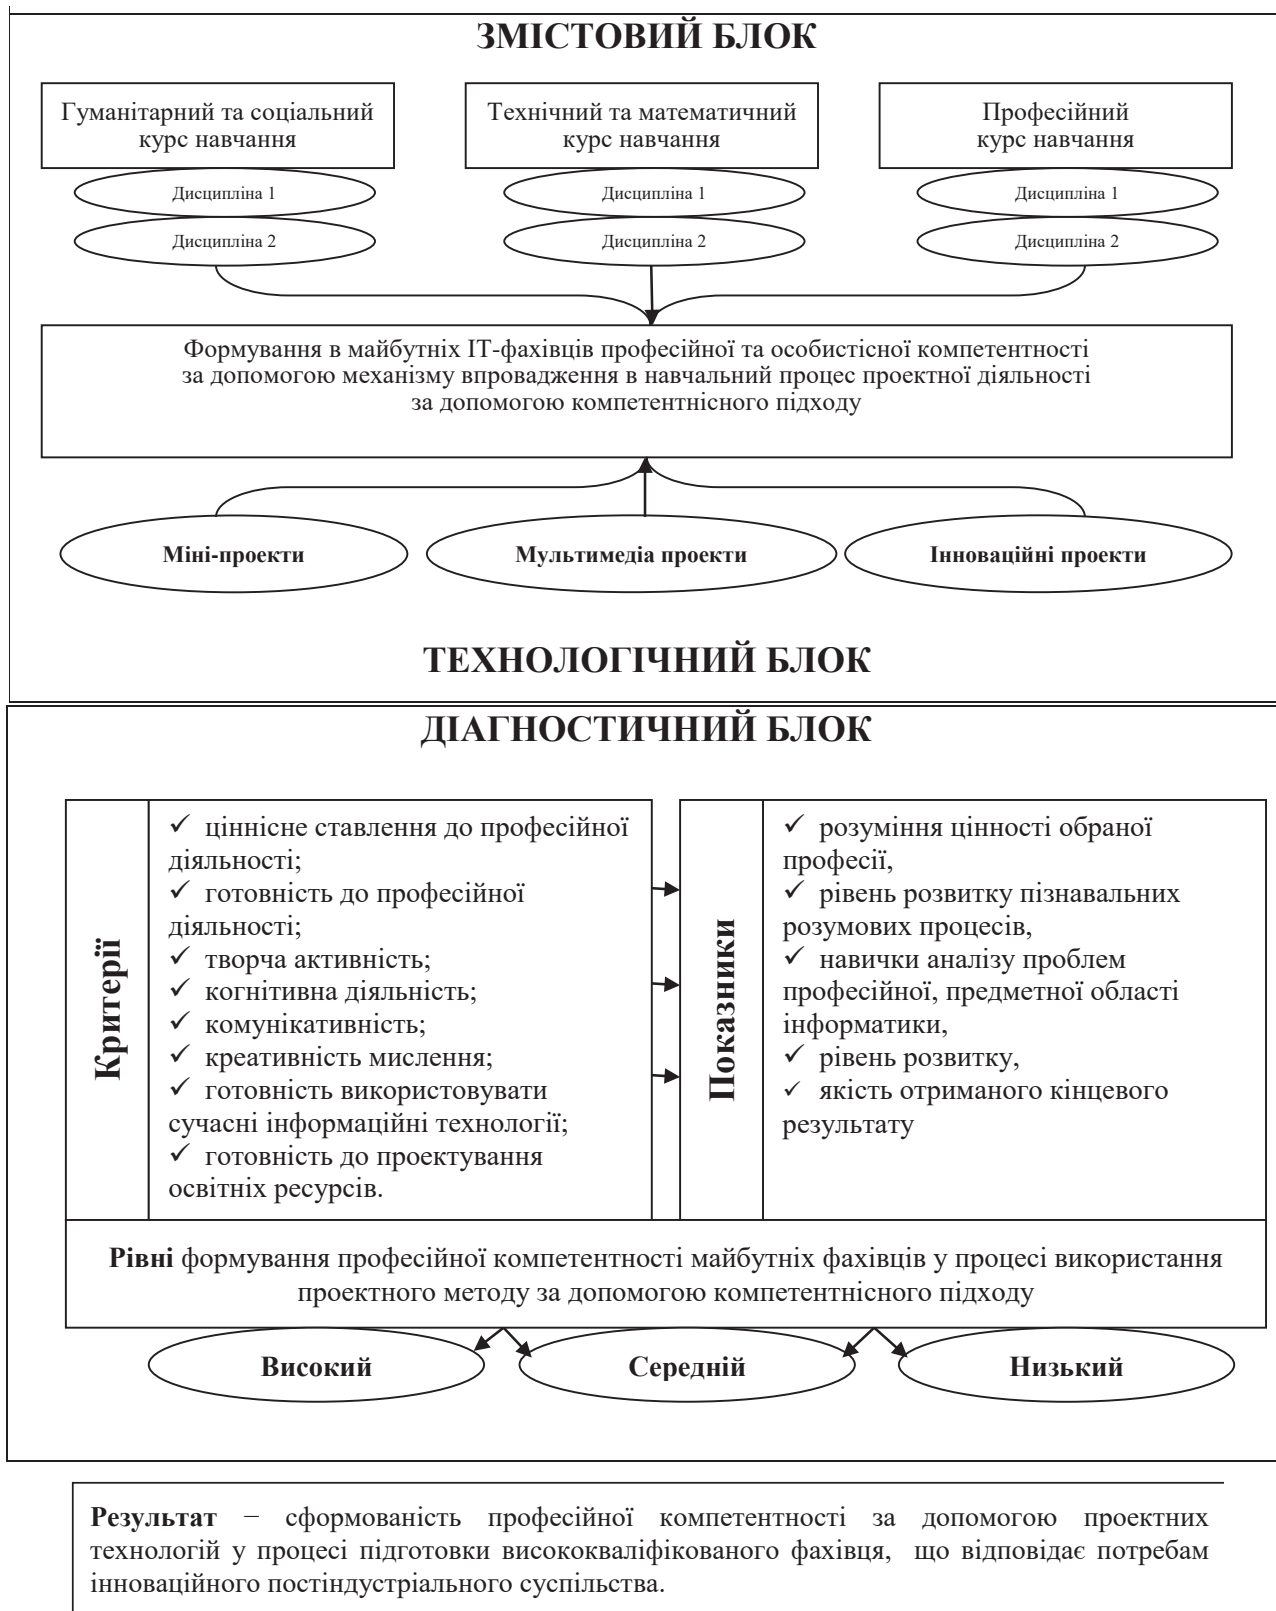 ЗМІСТОВИЙ БЛОК
Гуманітарний та соціальний
курс навчання
Дисципліна 1
Дисципліна 2
Технічний та математичний
курс навчання
Дисципліна 1
Дисципліна 2
Професійний
курс навчання
Дисципліна 1
Дисципліна 2
Формування в майбутніх ІТ-фахівців професійної та особистісної компетентності
за допомогою механізму впровадження в навчальний процес проектної діяльності
за допомогою компетентнісного підходу
Міні-проекти
Мультимедіа проекти
Інноваційні проекти
ТЕХНОЛОГІЧНИЙ БЛОК
ДІАГНОСТИЧНИЙ БЛОК
Критерії
✓ ціннісне ставлення до професійної
діяльності;
✓ готовність до професійної
діяльності;
✓ творча активність;
✓ когнітивна діяльність;
✓ комунікативність;
✓ креативність мислення;
✓ готовність використовувати
сучасні інформаційні технології;
✓ готовність до проектування
освітніх ресурсів.
Показники
✓ розуміння цінності обраної
професії,
✓ рівень розвитку пізнавальних
розумових процесів,
✓ навички аналізу проблем
професійної, предметної області
інформатики,
✓ рівень розвитку,
✓ якість отриманого кінцевого
результату
Рівні формування професійної компетентності майбутніх фахівців у процесі використання
проектного методу за допомогою компетентнісного підходу
Високий
Середній
Низький
Результат – сформованість професійної компетентності за допомогою проектних
технологій у процесі підготовки висококваліфікованого фахівця, що відповідає потребам
інноваційного постіндустріального суспільства.